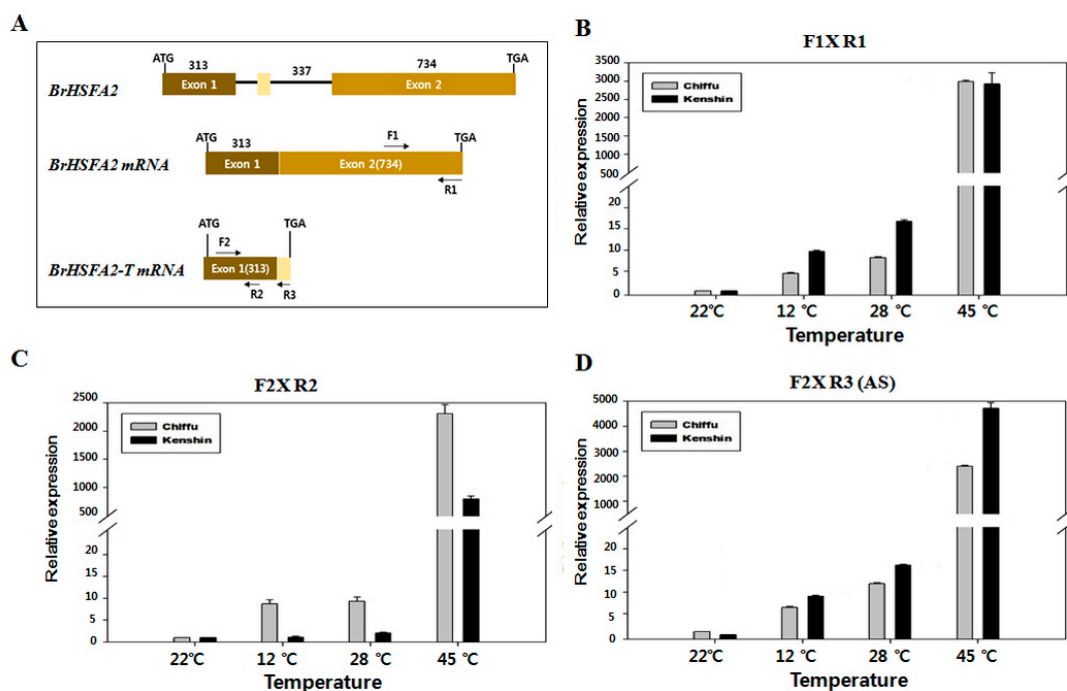 A
ATG
313
337
734
TGA
BrHSFA2
Exon 1
Exon 2
ATG
313
F1
TGA
BrHSFA2 mRNA
Exon 1
Exon 2(734)
R1
ATG
TGA
F2
BrHSFA2-T mRNA
Exon 1(313)
R2
R3
B
F1X R1
Relative expression
3500
3000
2500
2000
1500
1000
500
20
15
10
5
0
Chiffu
Kenshin
22℃
12 ℃
28 ℃
45 ℃
Temperature
C
F2X R2
Relative expression
2500
2000
1500
1000
500
20
15
10
5
0
Chiffu
Kenshin
22℃
12 ℃
28 ℃
45 ℃
Temperature
D
F2X R3 (AS)
Relative expression
5000
4000
3000
2000
1000
20
15
10
5
0
Chiffu
Kenshin
22℃
12 ℃
28 ℃
45 ℃
Temperature